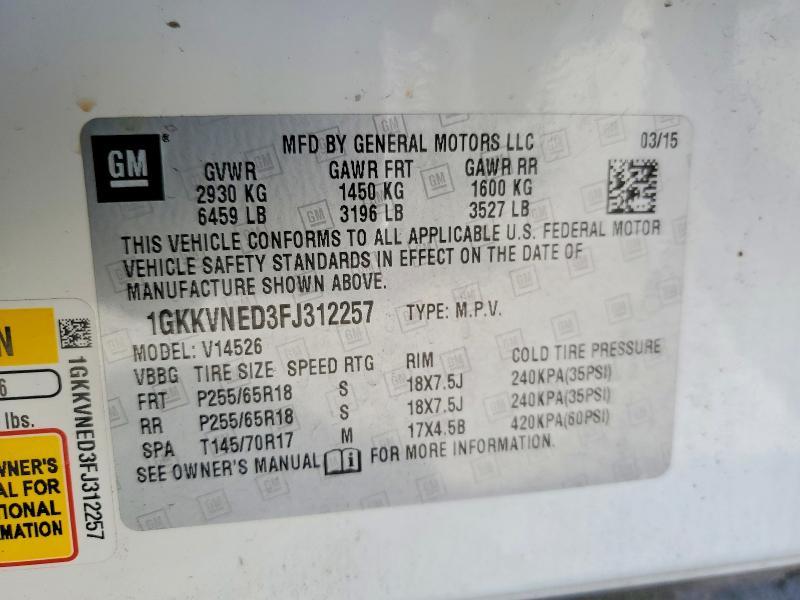 GM
MFD BY GENERAL MOTORS LLC 03/15
GVWR GAWR FRT GAWR RR
2930 KG 1450 KG 1600 KG
6459 LB 3196 LB 3527 LB
THIS VEHICLE CONFORMS TO ALL APPLICABLE U.S. FEDERAL MOTOR
VEHICLE SAFETY STANDARDS IN EFFECT ON THE DATE OF
MANUFACTURE SHOWN ABOVE.
1GKKVNED3FJ312257 TYPE: M.P.V.
MODEL: V14526
VBBG TIRE SIZE SPEED RTG RIM COLD TIRE PRESSURE
FRT P255/65R18 S 18X7.5J 240KPA(35PSI)
RR P255/65R18 S 18X7.5J 240KPA(35PSI)
SPA T145/70R17 M 17X4.5B 420KPA(60PSI)
SEE OWNER'S MANUAL i FOR MORE INFORMATION.
N
6
lbs.
WNER'S
AL FOR
TIONAL
MATION
1GKKVNED3FJ312257